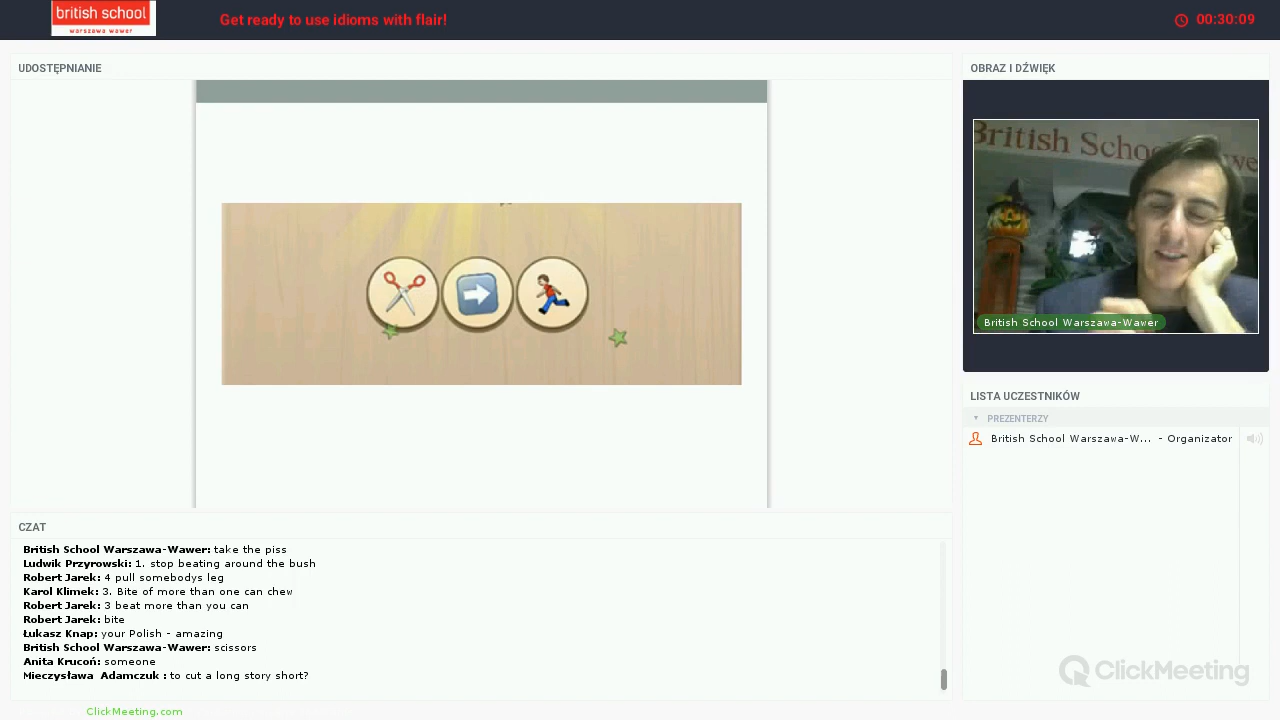 british school
warszawa wawer
Get ready to use idioms with flair!
00:30:09
UDOSTĘPNIANIE
OBRAZ I DŹWIĘK
British School Wawe
British School Warszawa-Wawer
LISTA UCZESTNIKÓW
PREZENTERZY
British School Warszawa-W... - Organizator
CZAT
British School Warszawa-Wawer: take the piss
Ludwik Przyrowski: 1. stop beating around the bush
Robert Jarek: 4 pull somebodys leg
Karol Klimek: 3. Bite of more than one can chew
Robert Jarek: 3 beat more than you can
Robert Jarek: bite
Łukasz Knap: your Polish - amazing
British School Warszawa-Wawer: scissors
Anita Krucoń: someone
Mieczysława Adamczuk : to cut a long story short?
ClickMeeting
ClickMeeting.com